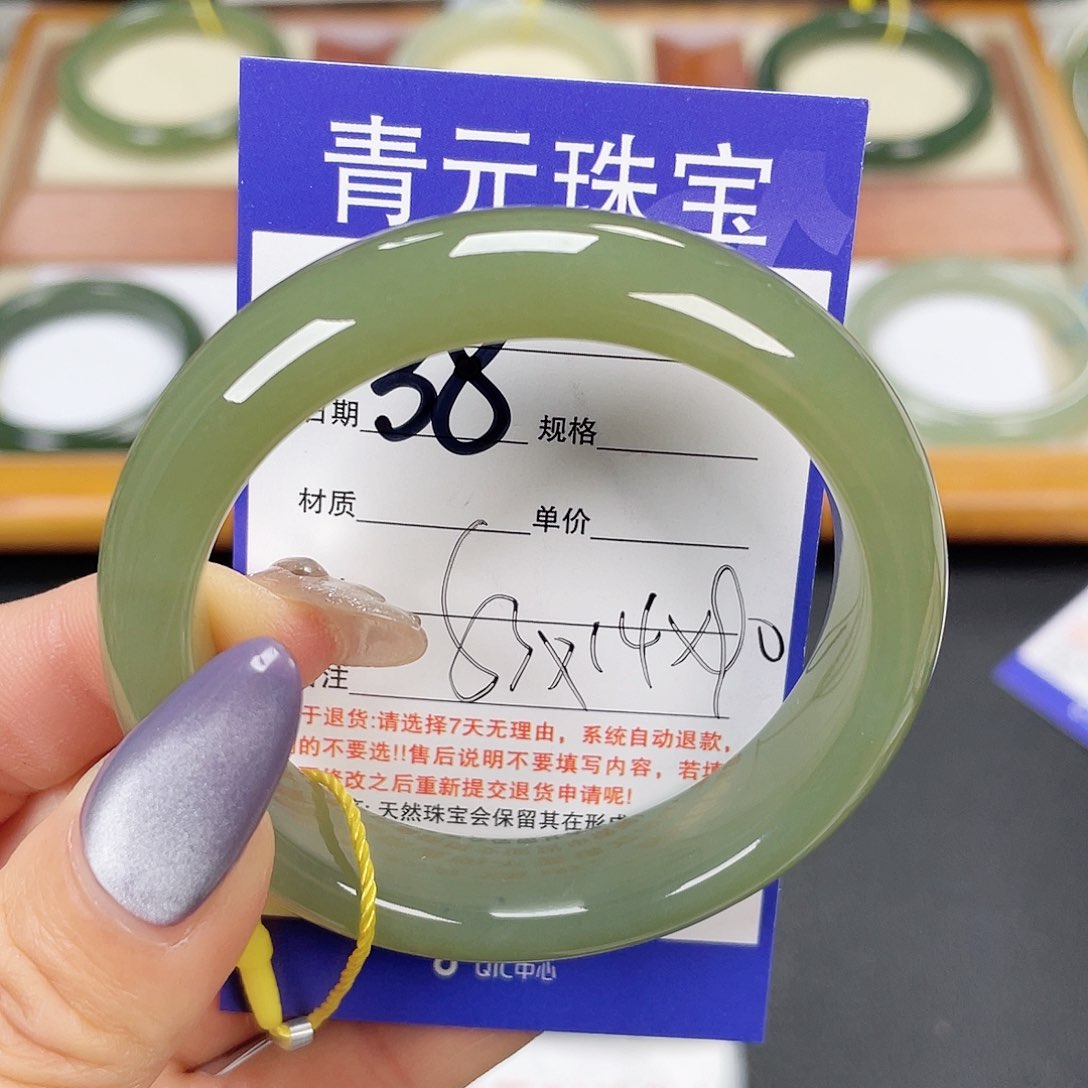 青元珠宝
38
日期 规格
材质 单价
63x14x9.0
注
于退货:请选择7天无理由，系统自动退款，
的不要选!!售后说明不要填写内容，若填
修改之后重新提交退货申请呢!
天然珠宝会保留其在形成
QIC中心